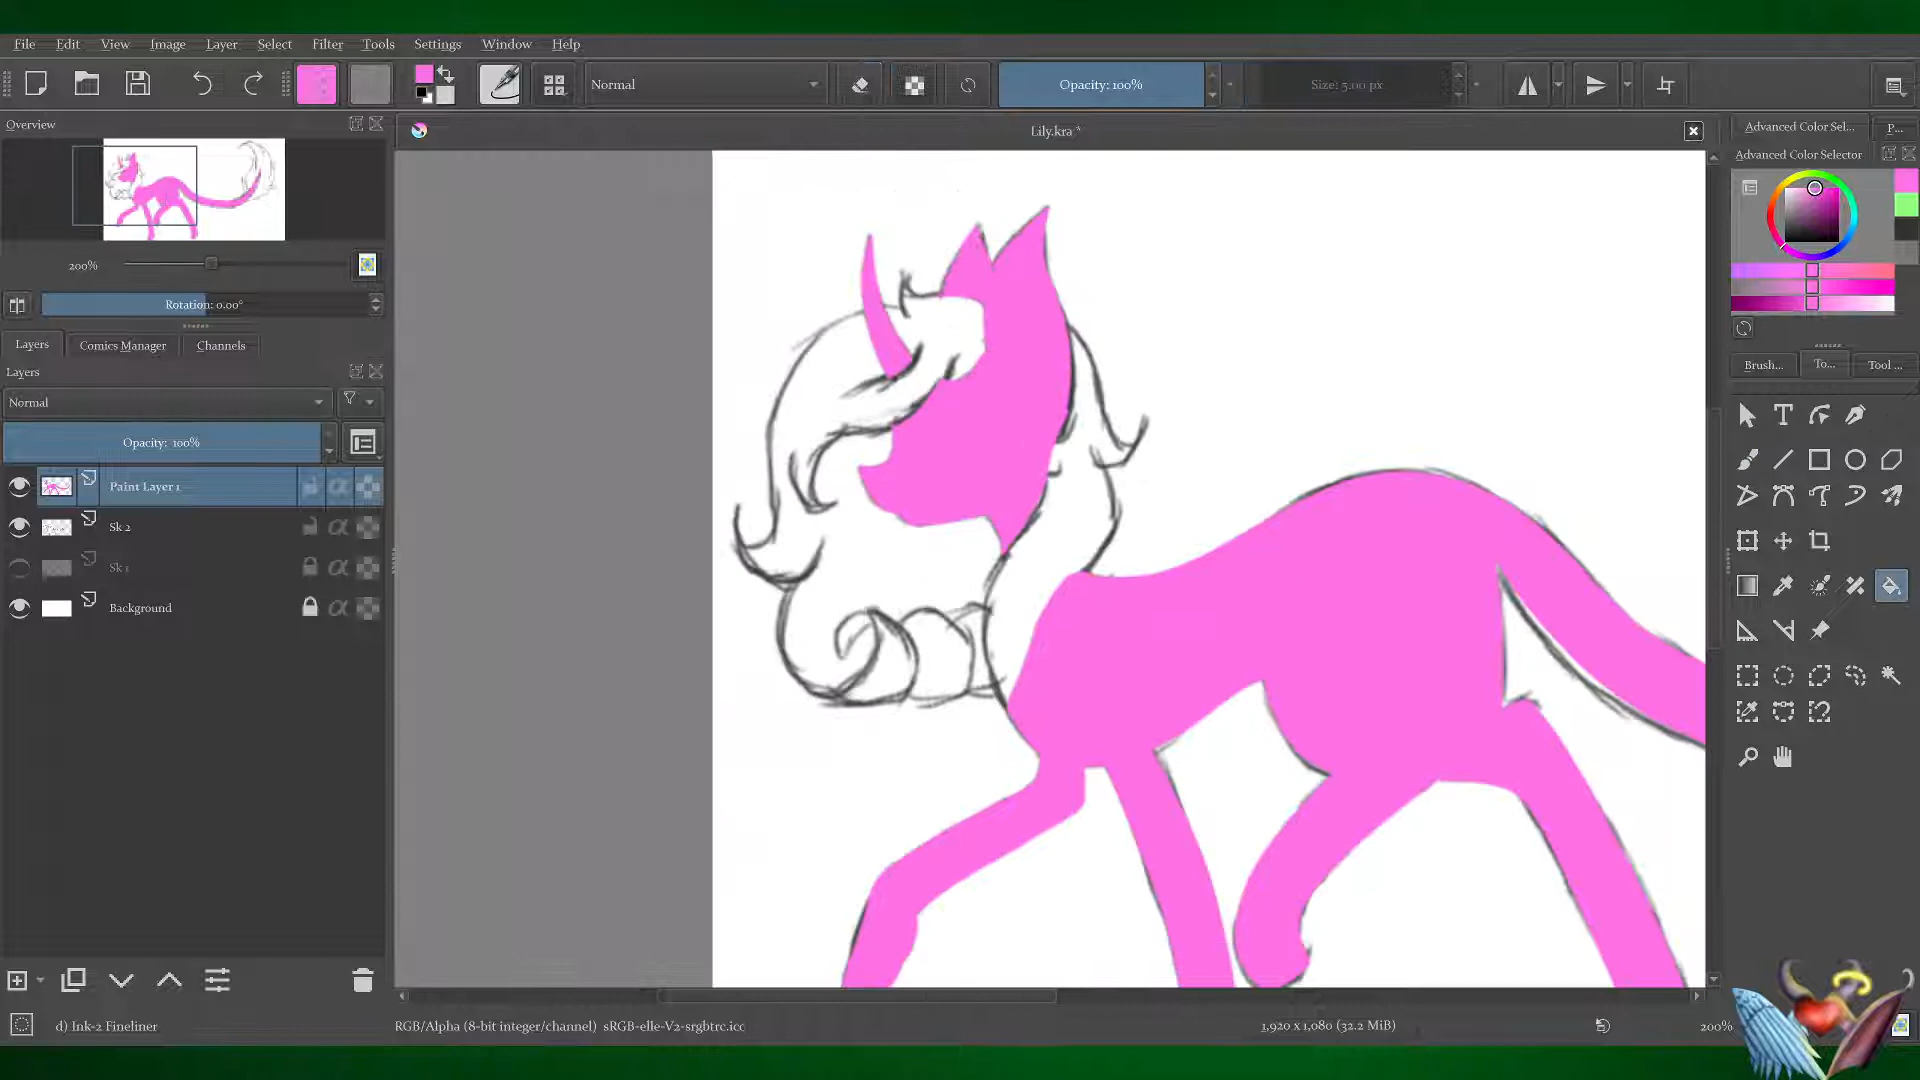 File Edit View Image Layer Select Filter Tools Settings Window Help
Normal
Opacity: 100%
Size: 5.00 px
Overview
Lily.kra *
Advanced Color Sel...
P...
Advanced Color Selector
200%
Rotation: 0.00°
Layers
Comics Manager
Channels
Layers
Normal
Opacity: 100%
Paint Layer 1
Sk 2
Sk 1
Background
Brush...
To...
Tool ...
d) Ink-2 Fineliner
RGB/Alpha (8-bit integer/channel) sRGB-elle-V2-srgbtrc.icc
1,920 x 1,080 (32.2 MiB)
200%